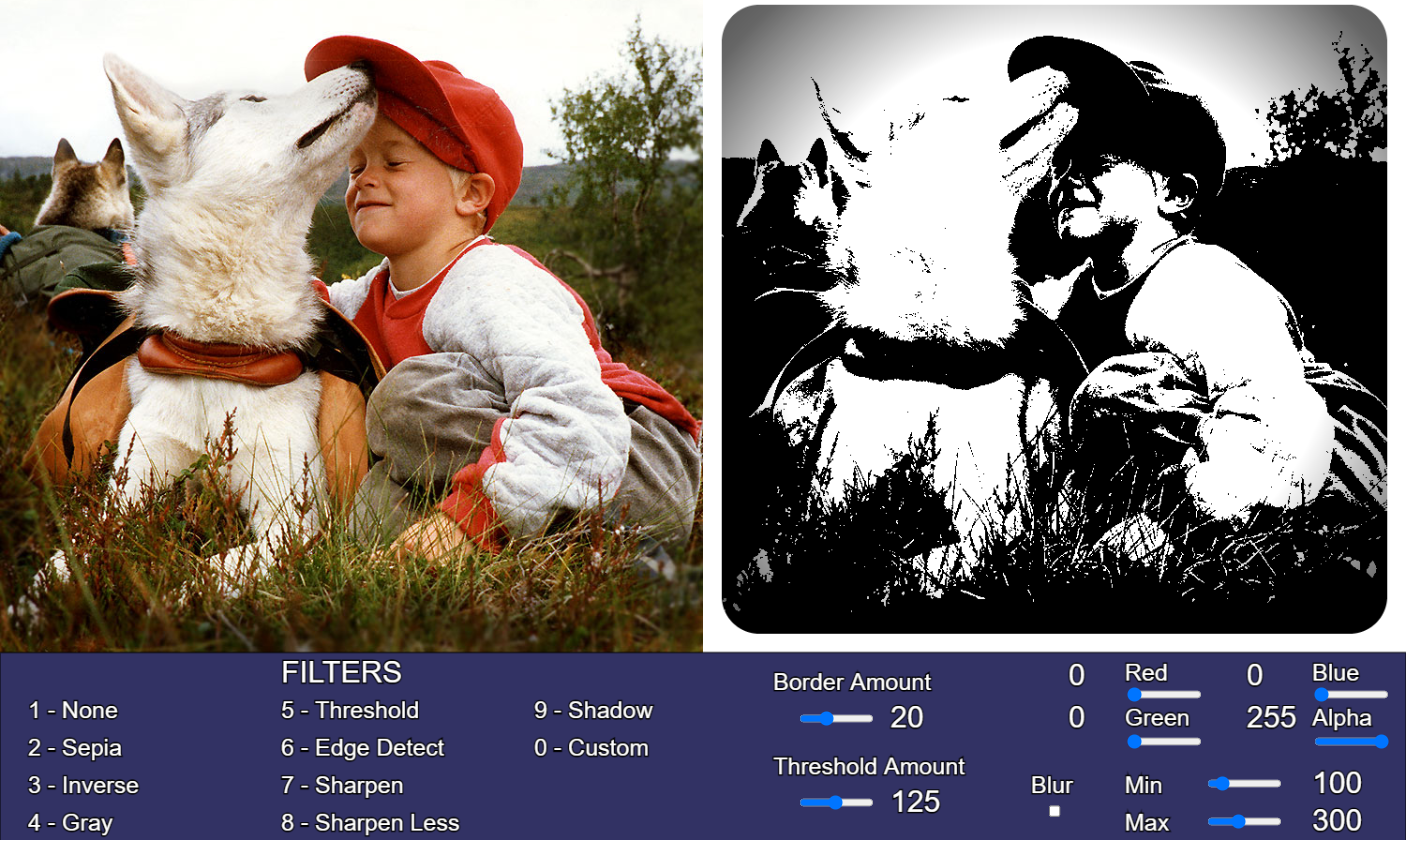 FILTERS
1 - None
2 - Sepia
3 - Inverse
4 - Gray
5 - Threshold
6 - Edge Detect
7 - Sharpen
8 - Sharpen Less
9 - Shadow
0 - Custom
Border Amount
20
Threshold Amount
125
Blur
0 Red
0 Blue
0 Green
255 Alpha
Min 100
Max 300